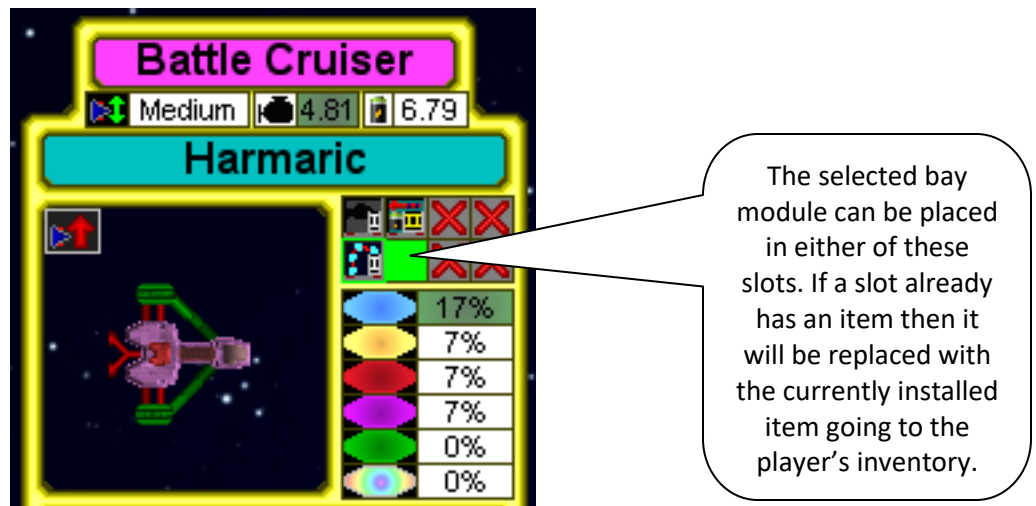 Battle Cruiser
Medium 4.81 6.79
Harmaric
17%
7%
7%
7%
0%
0%
The selected bay
module can be placed
in either of these
slots. If a slot already
has an item then it
will be replaced with
the currently installed
item going to the
player’s inventory.